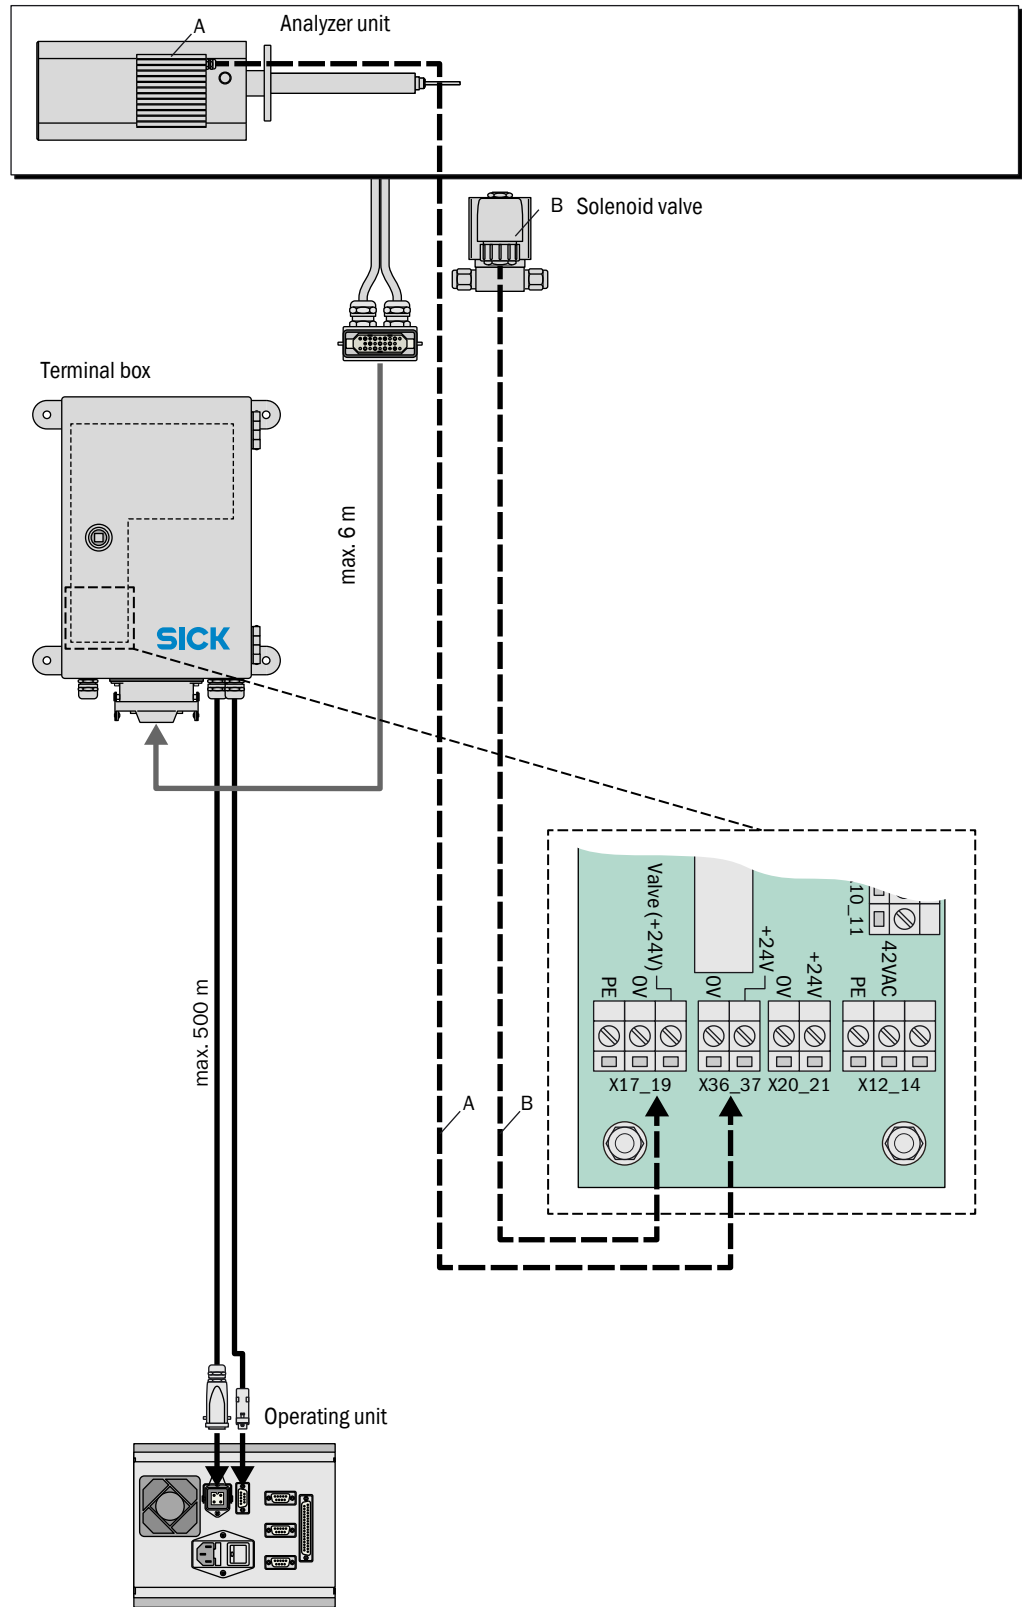 A
Analyzer unit
B Solenoid valve
Terminal box
max. 6 m
SICK
max. 500 m
PE
0V
Valve (+24V)
0V
+24V
0V
+24V
PE
42VAC
10_11
X17_19
X36_37
X20_21
X12_14
A
B
Operating unit